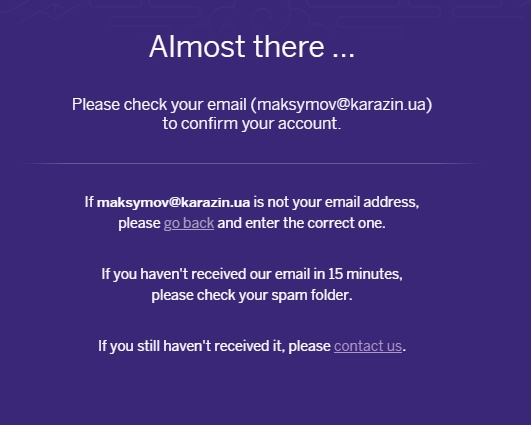 Almost there ...
Please check your email (maksymov@karazin.ua)
to confirm your account.
If maksymov@karazin.ua is not your email address,
please go back and enter the correct one.
If you haven't received our email in 15 minutes,
please check your spam folder.
If you still haven't received it, please contact us.